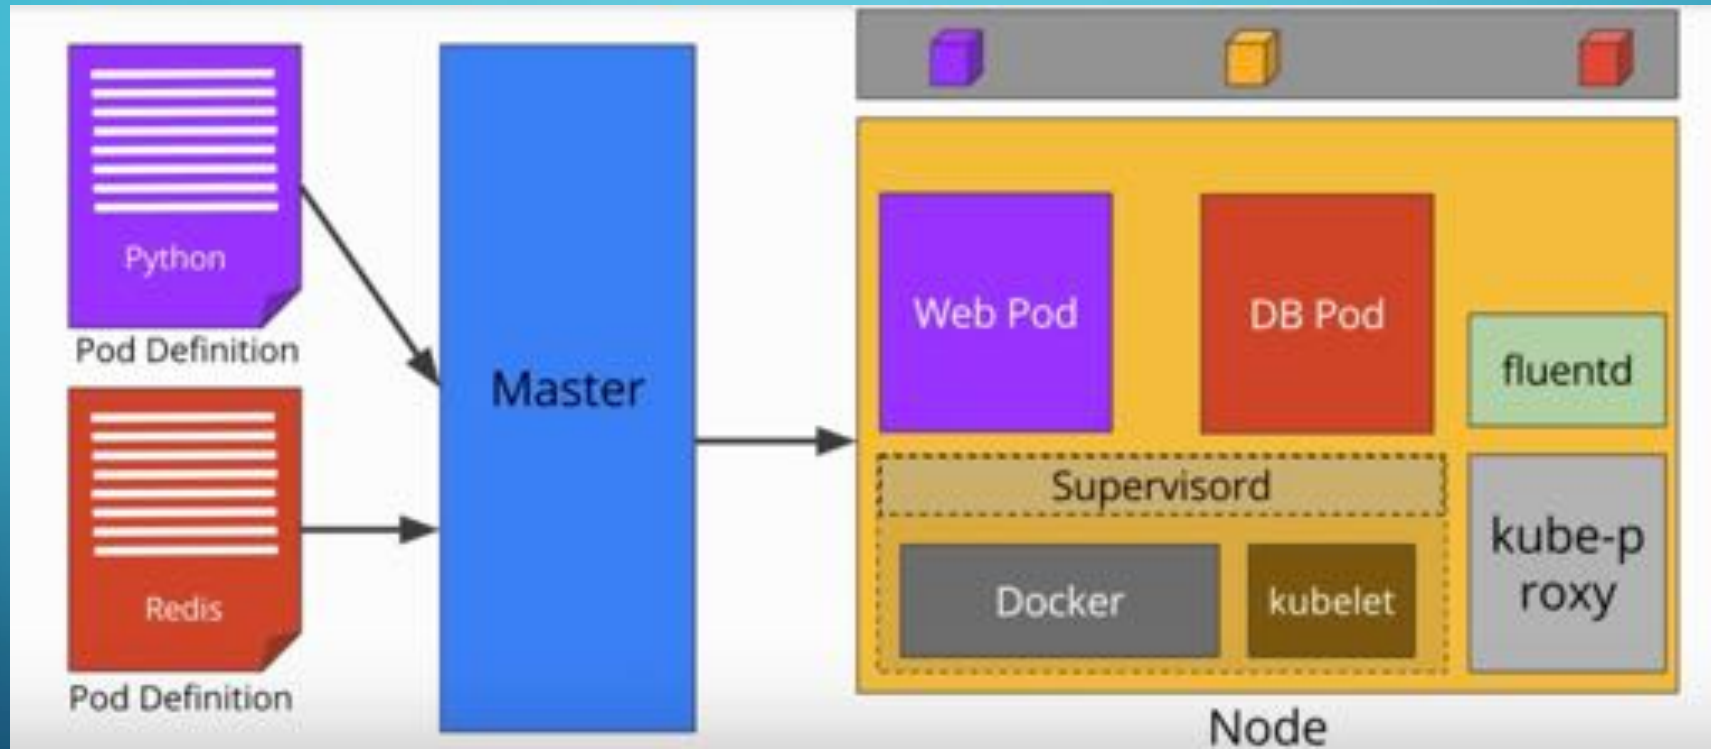 Python
Pod Definition
Redis
Pod Definition
Master
Web Pod
DB Pod
fluentd
Supervisord
Docker
kubelet
kube-p
roxy
Node